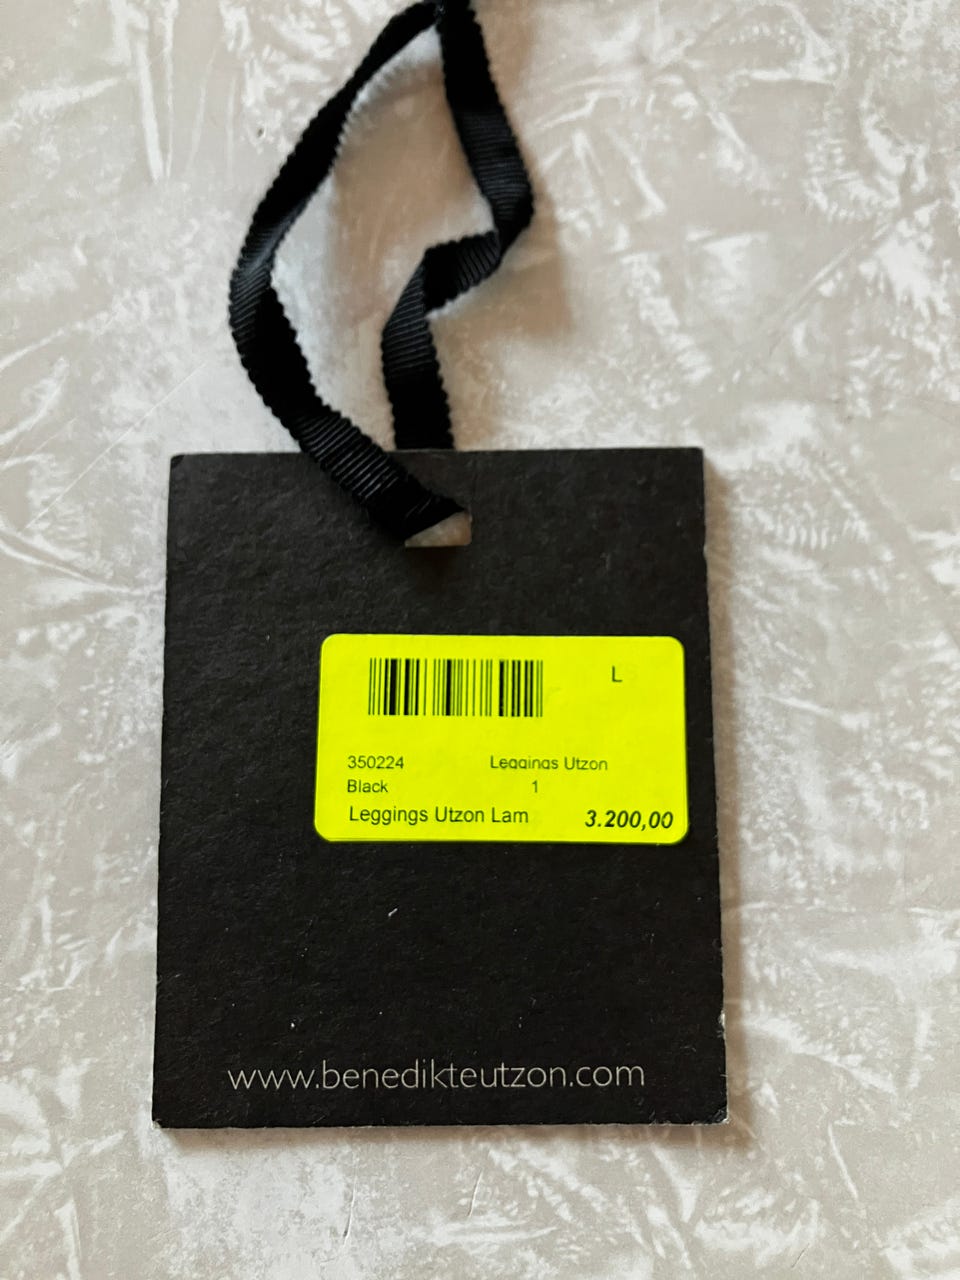 L
350224 Leggings Utzon
Black 1
Leggings Utzon Lam 3.200,00
www.benedikteutzon.com